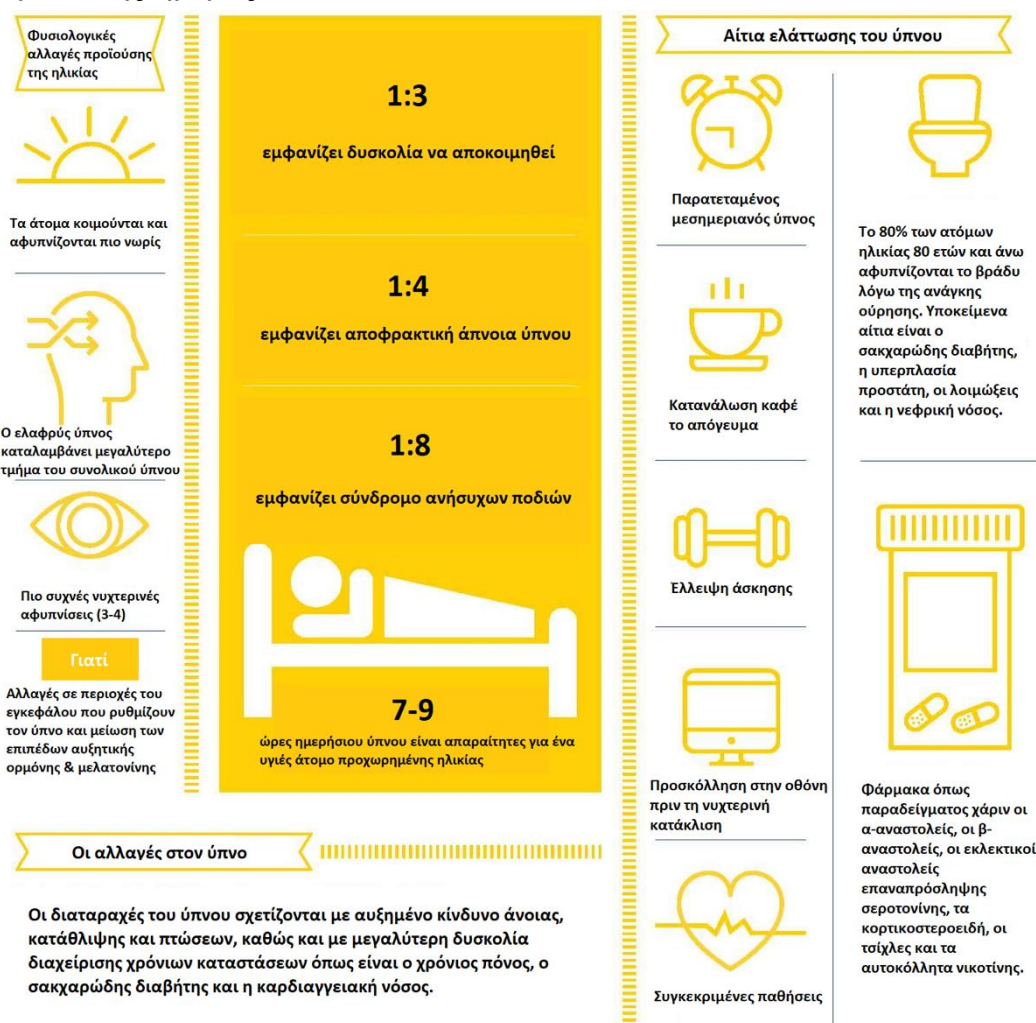 Φυσιολογικές
αλλαγές προϊούσης
της ηλικίας
Τα άτομα κοιμούνται και
αφυπνίζονται πιο νωρίς
Ο ελαφρύς ύπνος
καταλαμβάνει μεγαλύτερο
τμήμα του συνολικού ύπνου
Πιο συχνές νυχτερινές
αφυπνίσεις (3-4)
Γιατί
Αλλαγές σε περιοχές του
εγκεφάλου που ρυθμίζουν
τον ύπνο και μείωση των
επιπέδων αυξητικής
ορμόνης & μελατονίνης
1:3
εμφανίζει δυσκολία να αποκοιμηθεί
1:4
εμφανίζει αποφρακτική άπνοια ύπνου
1:8
εμφανίζει σύνδρομο ανήσυχων ποδιών
7-9
ώρες ημερήσιου ύπνου είναι απαραίτητες για ένα
υγιές άτομο προχωρημένης ηλικίας
Οι αλλαγές στον ύπνο
Οι διαταραχές του ύπνου σχετίζονται με αυξημένο κίνδυνο άνοιας,
κατάθλιψης και πτώσεων, καθώς και με μεγαλύτερη δυσκολία
διαχείρισης χρόνιων καταστάσεων όπως είναι ο χρόνιος πόνος, ο
σακχαρώδης διαβήτης και η καρδιαγγειακή νόσος.
Αίτια ελάττωσης του ύπνου
Παρατεταμένος
μεσημεριανός ύπνος
Κατανάλωση καφέ
το απόγευμα
Έλλειψη άσκησης
Προσκόλληση στην οθόνη
πριν τη νυχτερινή
κατάκλιση
Συγκεκριμένες παθήσεις
Το 80% των ατόμων
ηλικίας 80 ετών και άνω
αφυπνίζονται το βράδυ
λόγω της ανάγκης
ούρησης. Υποκείμενα
αίτια είναι ο
σακχαρώδης διαβήτης,
η υπερπλασία
προστάτη, οι λοιμώξεις
και η νεφρική νόσος.
Φάρμακα όπως
παραδείγματος χάριν οι
α-αναστολείς, οι β-
αναστολείς, οι εκλεκτικοί
αναστολείς
επαναπρόσληψης
σεροτονίνης, τα
κορτικοστεροειδή, οι
τσίχλες και τα
αυτοκόλλητα νικοτίνης.